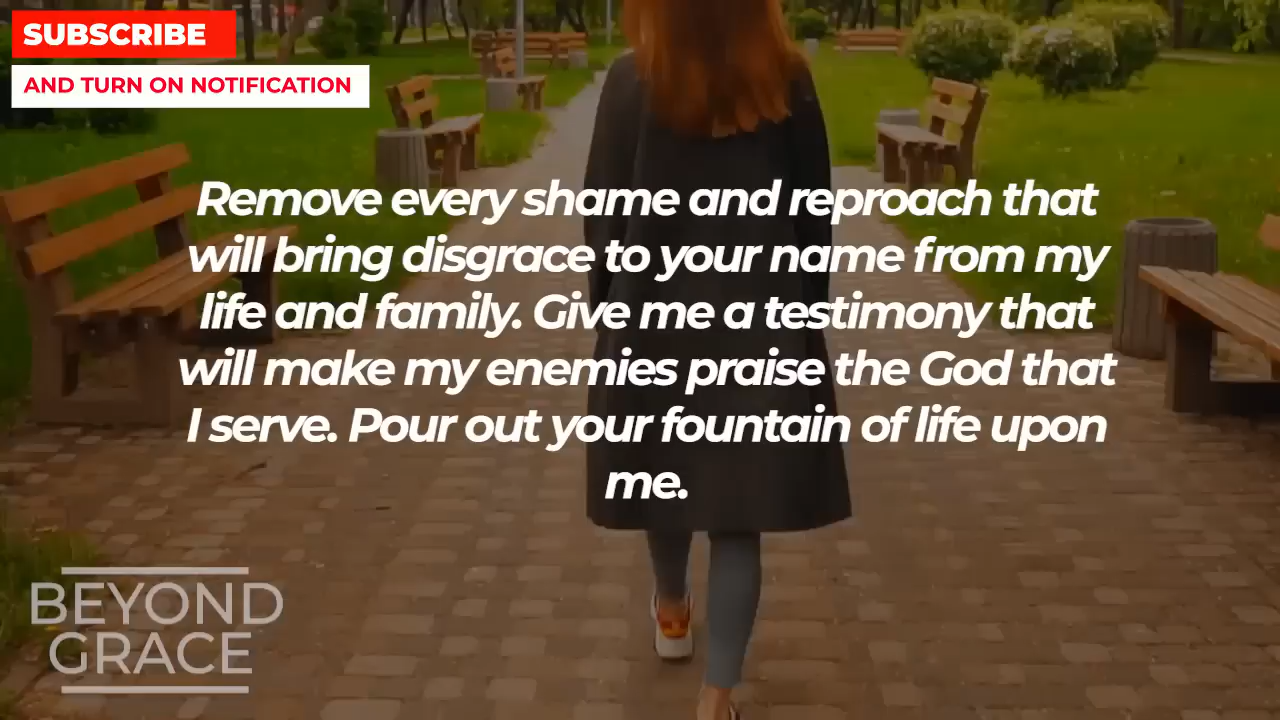 SUBSCRIBE
AND TURN ON NOTIFICATION
Remove every shame and reproach that
will bring disgrace to your name from my
life and family. Give me a testimony that
will make my enemies praise the God that
I serve. Pour out your fountain of life upon
me.
BEYOND
GRACE